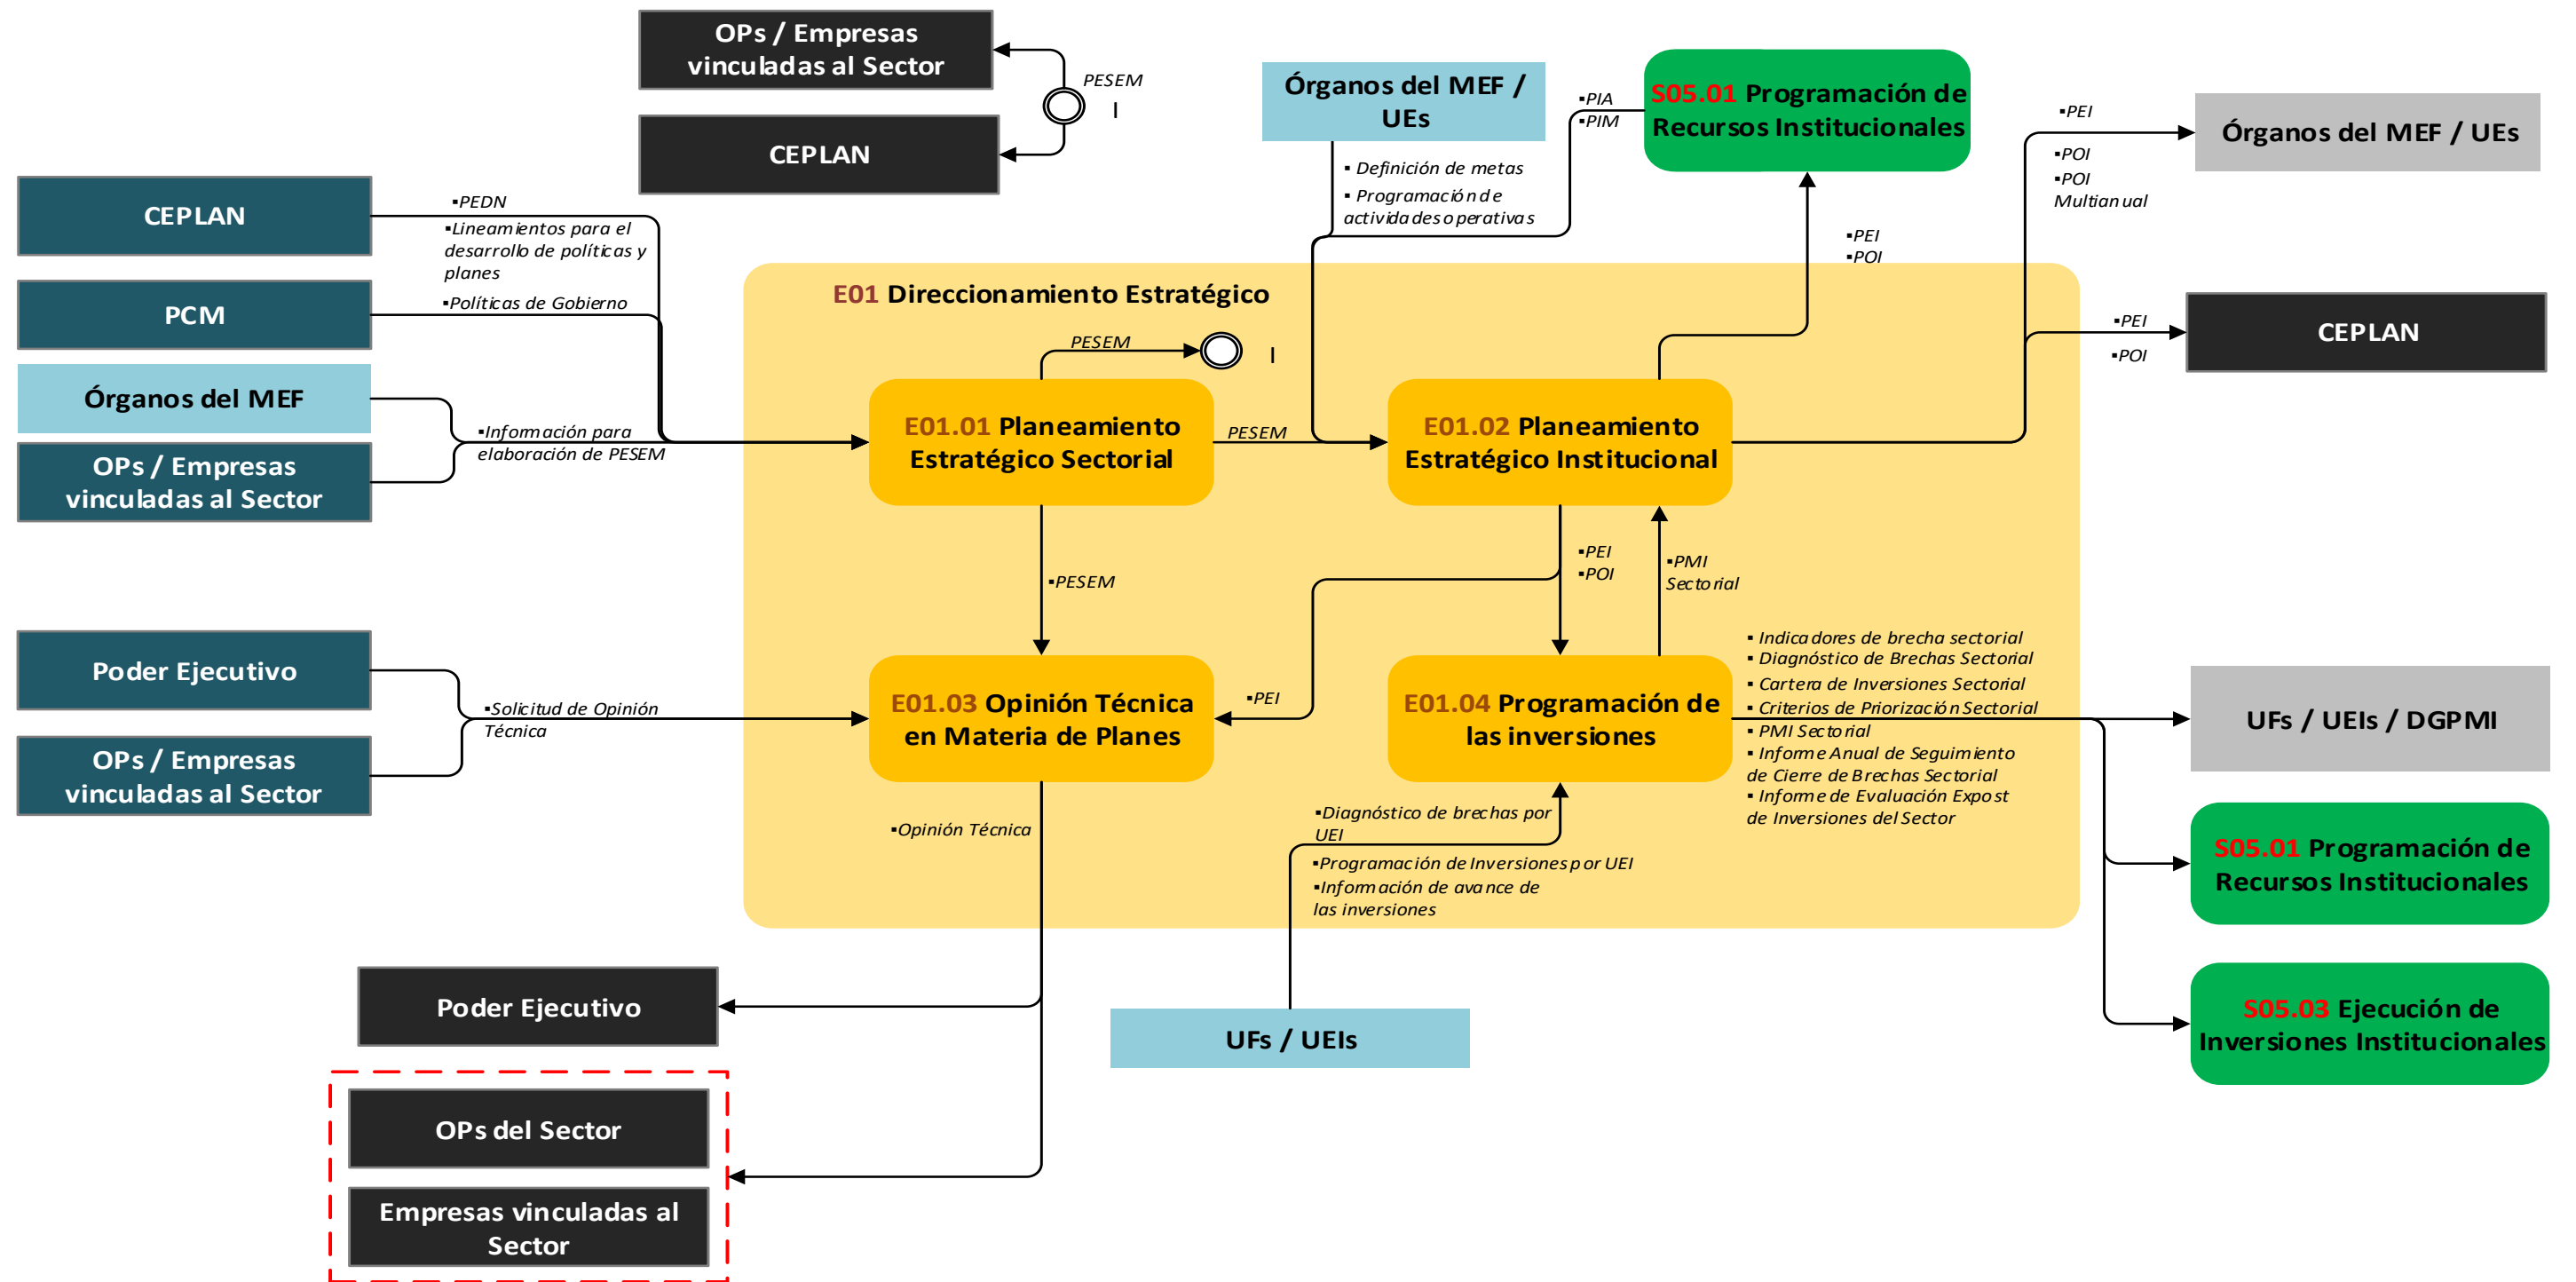 OPs / Empresas
vinculadas al Sector
PESEM
I
CEPLAN
Órganos del MEF /
UEs
▪PIA
▪PIM
S05.01 Programación de
Recursos Institucionales
▪PEI
Órganos del MEF / UEs
▪POI
▪POI
Multianual
▪ Definición de metas
▪ Programación de
actividades operativas
CEPLAN
▪PEDN
▪Lineamientos para el
desarrollo de políticas y
planes
▪PEI
▪POI
PCM
▪Políticas de Gobierno
E01 Direccionamiento Estratégico
▪PEI
CEPLAN
▪POI
PESEM
I
Órganos del MEF
OPs / Empresas
vinculadas al Sector
▪Información para
elaboración de PESEM
E01.01 Planeamiento
Estratégico Sectorial
PESEM
E01.02 Planeamiento
Estratégico Institucional
▪PESEM
▪PEI
▪POI
▪PMI
Sectorial
Poder Ejecutivo
OPs / Empresas
vinculadas al Sector
▪Solicitud de Opinión
Técnica
E01.03 Opinión Técnica
en Materia de Planes
▪PEI
E01.04 Programación de
las inversiones
▪ Indicadores de brecha sectorial
▪ Diagnóstico de Brechas Sectorial
▪ Cartera de Inversiones Sectorial
▪ Criterios de Priorización Sectorial
▪ PMI Sectorial
▪ Informe Anual de Seguimiento
de Cierre de Brechas Sectorial
▪ Informe de Evaluación Expost
de Inversiones del Sector
UFs / UEIs / DGPMI
S05.01 Programación de
Recursos Institucionales
S05.03 Ejecución de
Inversiones Institucionales
▪Opinión Técnica
▪Diagnóstico de brechas por
UEI
▪Programación de Inversiones por UEI
▪Información de avance de
las inversiones
Poder Ejecutivo
UFs / UEIs
OPs del Sector
Empresas vinculadas al
Sector